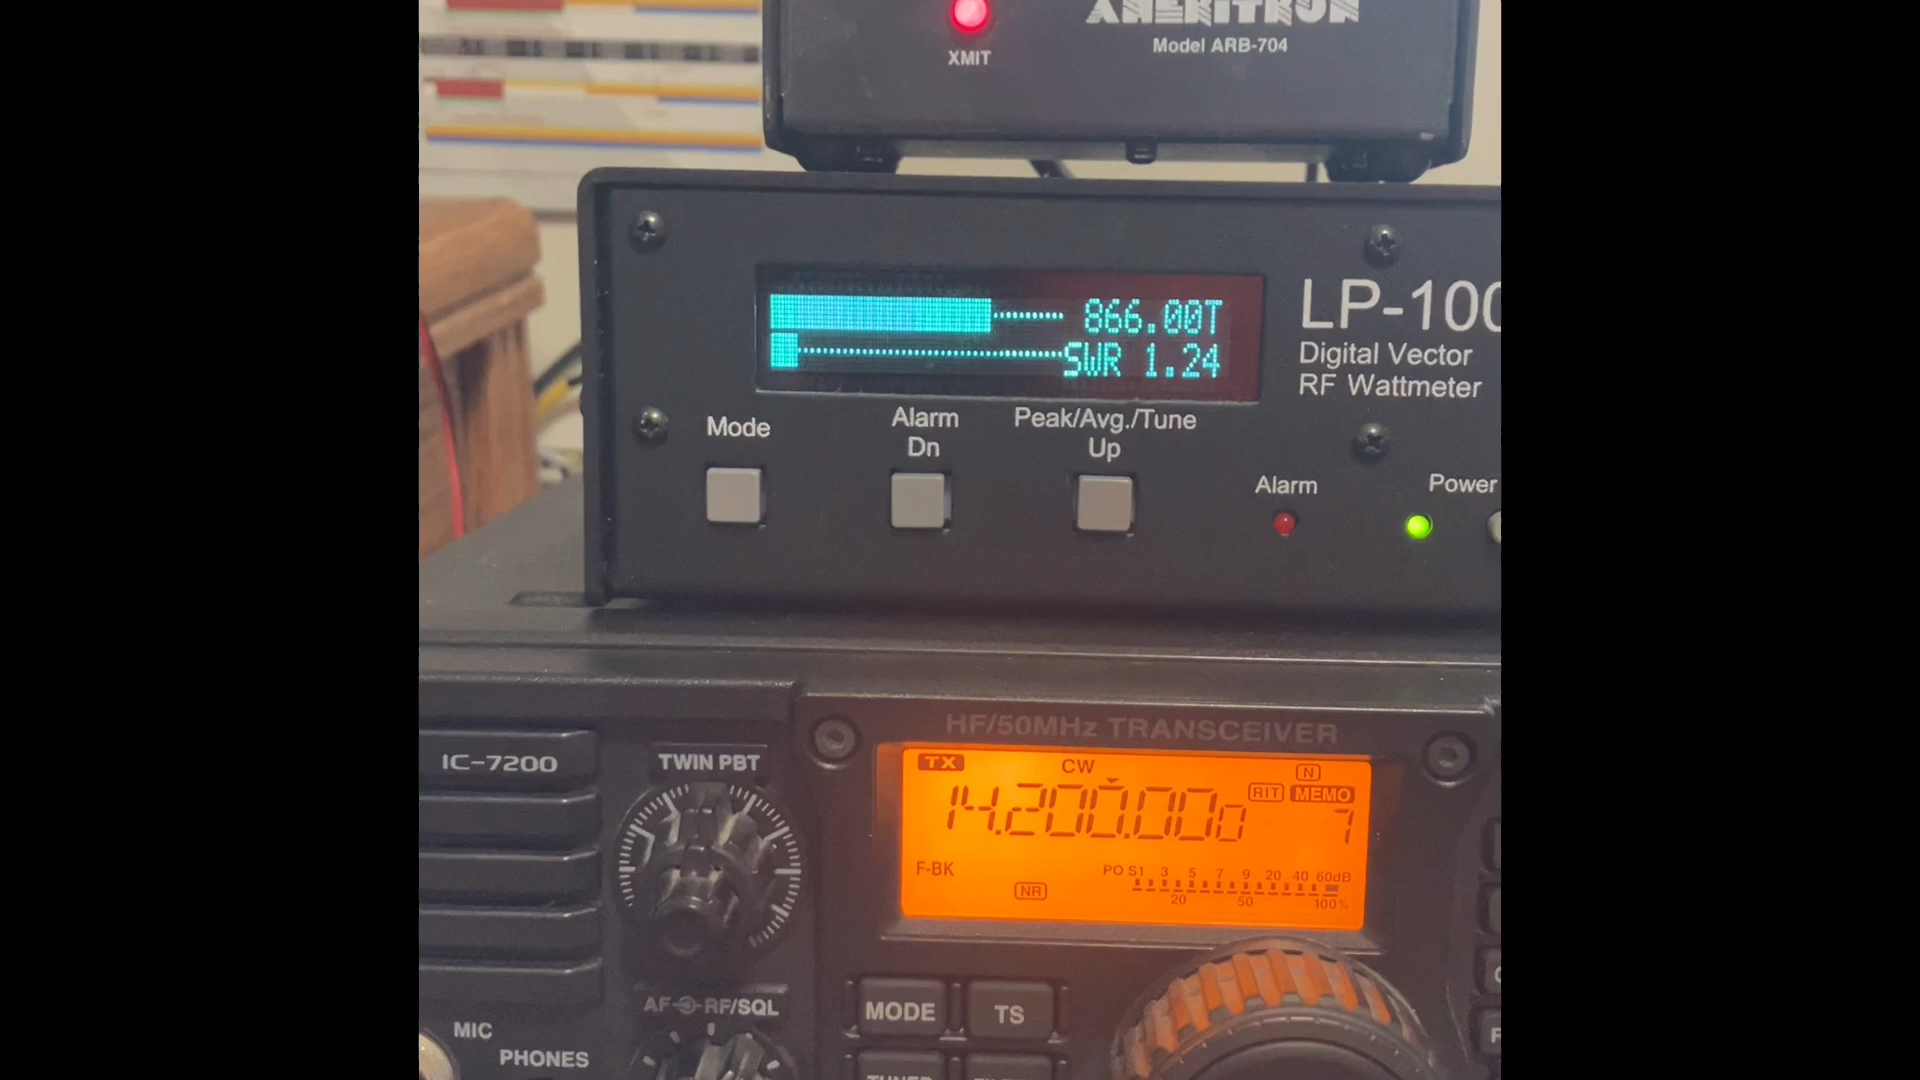 AMERITRON
XMIT
Model ARB-704
866.00T
SWR 1.24
LP-100
Digital Vector
RF Wattmeter
Mode
Alarm
Dn
Peak/Avg./Tune
Up
Alarm
Power
HF/50MHz TRANSCEIVER
IC-7200
TWIN PBT
TX
CW
N
14.200.000
RIT
MEMO
7
F-BK
NR
PO S1 3 5 7 9 20 40 60dB
20 50 100%
AF RF/SQL
MODE
TS
MIC
PHONES
TUNER